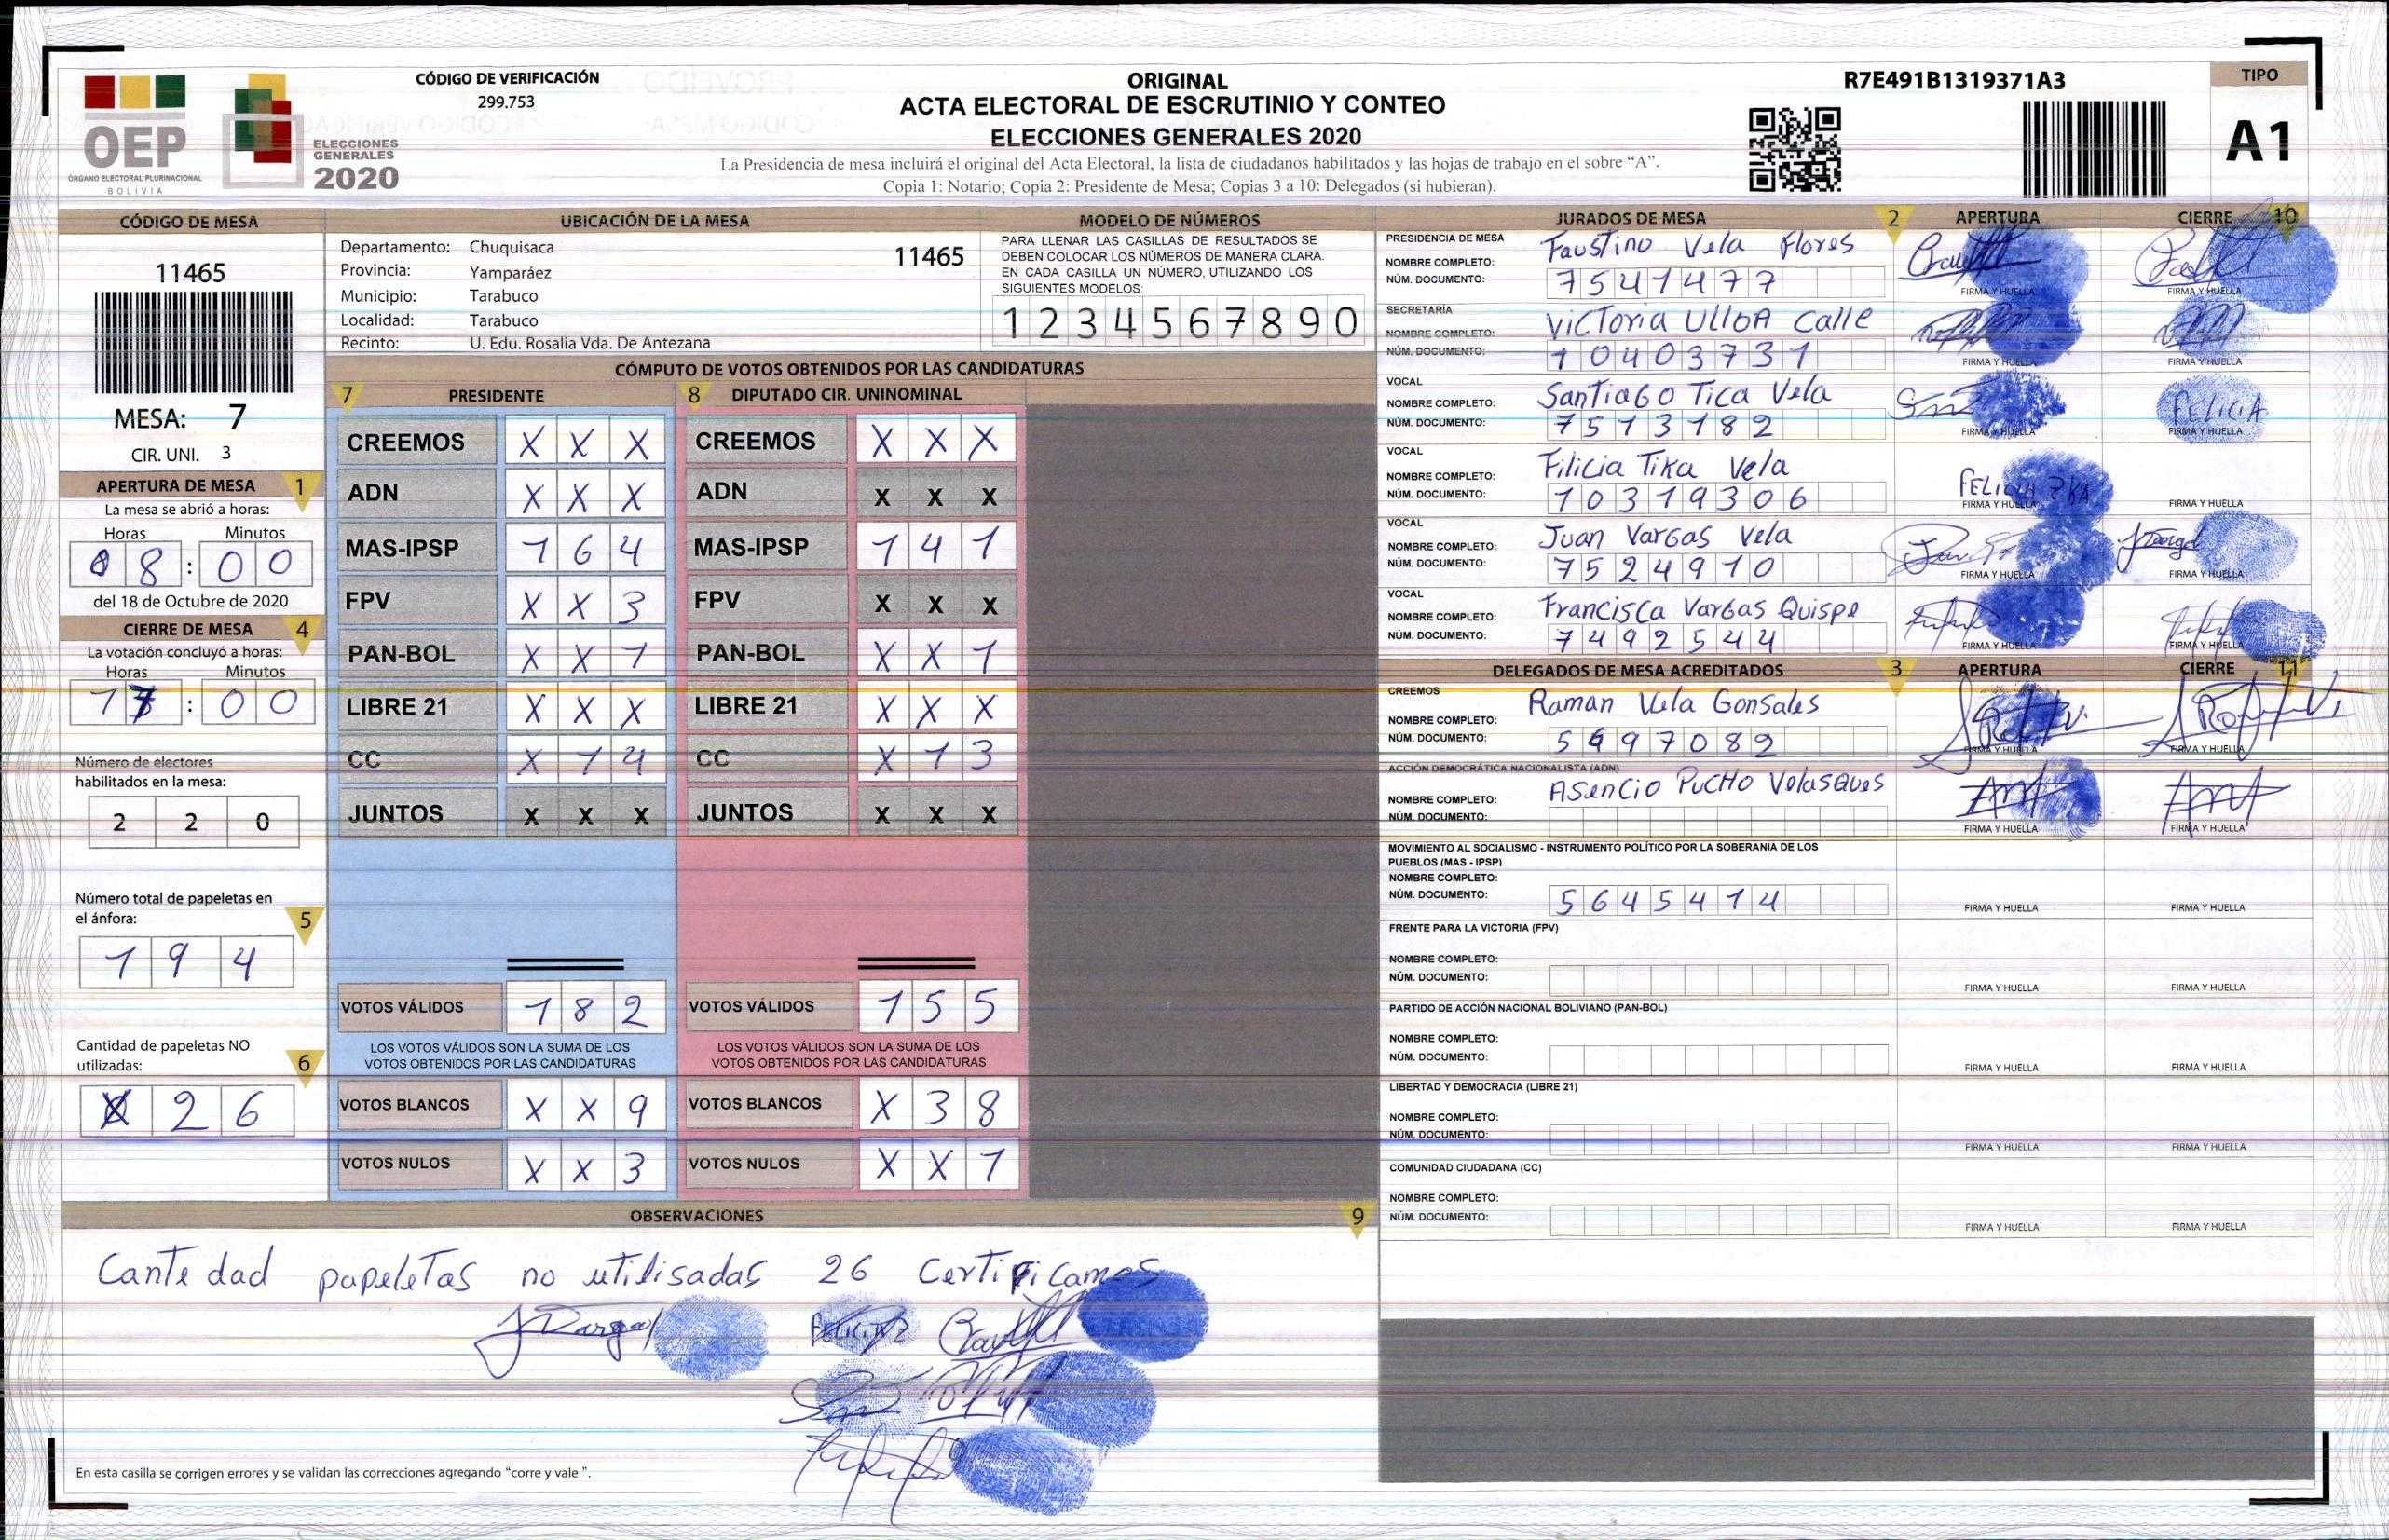 CÓDIGO DE VERIFICACIÓN
299.753
OEP
ÓRGANO ELECTORAL PLURINACIONAL
BOLIVIA
ELECCIONES
GENERALES
2020
ORIGINAL
ACTA ELECTORAL DE ESCRUTINIO Y CONTEO
ELECCIONES GENERALES 2020
La Presidencia de mesa incluirá el original del Acta Electoral, la lista de ciudadanos habilitados y las hojas de trabajo en el sobre “A”.
Copia 1: Notario; Copia 2: Presidente de Mesa; Copias 3 a 10: Delegados (si hubieran).
R7E491B1319371A3
TIPO
A1
CÓDIGO DE MESA
11465
MESA: 7
CIR. UNI. 3
APERTURA DE MESA 1
La mesa se abrió a horas:
Horas Minutos
08:00
del 18 de Octubre de 2020
CIERRE DE MESA 4
La votación concluyó a horas:
Horas Minutos
17:00
Número de electores
habilitados en la mesa:
2 2 0
Número total de papeletas en
el ánfora: 5
1 9 4
Cantidad de papeletas NO
utilizadas: 6
X 2 6
UBICACIÓN DE LA MESA
Departamento: Chuquisaca 11465
Provincia: Yamparáez
Municipio: Tarabuco
Localidad: Tarabuco
Recinto: U. Edu. Rosalia Vda. De Antezana
MODELO DE NÚMEROS
PARA LLENAR LAS CASILLAS DE RESULTADOS SE
DEBEN COLOCAR LOS NÚMEROS DE MANERA CLARA.
EN CADA CASILLA UN NÚMERO, UTILIZANDO LOS
SIGUIENTES MODELOS:
1 2 3 4 5 6 7 8 9 0
CÓMPUTO DE VOTOS OBTENIDOS POR LAS CANDIDATURAS
7 PRESIDENTE 8 DIPUTADO CIR. UNINOMINAL
CREEMOS X X X CREEMOS X X X
ADN X X X ADN X X X
MAS-IPSP 1 6 4 MAS-IPSP 1 4 1
FPV X X 3 FPV X X X
PAN-BOL X X 1 PAN-BOL X X 1
LIBRE 21 X X X LIBRE 21 X X X
CC X 1 4 CC X 1 3
JUNTOS X X X JUNTOS X X X
VOTOS VÁLIDOS 1 8 2 VOTOS VÁLIDOS 1 5 5
LOS VOTOS VÁLIDOS SON LA SUMA DE LOS LOS VOTOS VÁLIDOS SON LA SUMA DE LOS
VOTOS OBTENIDOS POR LAS CANDIDATURAS VOTOS OBTENIDOS POR LAS CANDIDATURAS
VOTOS BLANCOS X X 9 VOTOS BLANCOS X 3 8
VOTOS NULOS X X 3 VOTOS NULOS X X 1
JURADOS DE MESA 2 APERTURA CIERRE 10
PRESIDENCIA DE MESA
NOMBRE COMPLETO: Faustino Vela Flores
NÚM. DOCUMENTO: 7541477 FIRMA Y HUELLA FIRMA Y HUELLA
SECRETARÍA
NOMBRE COMPLETO: VICToria UlloA Calle
NÚM. DOCUMENTO: 10403731 FIRMA Y HUELLA FIRMA Y HUELLA
VOCAL
NOMBRE COMPLETO: SanTiaGo Tica Vela
NÚM. DOCUMENTO: 7513182 FIRMA Y HUELLA FELICIA FIRMA Y HUELLA
VOCAL
NOMBRE COMPLETO: Filicia Tika Vela
NÚM. DOCUMENTO: 10319306 FIRMA Y HUELLA FIRMA Y HUELLA
VOCAL
NOMBRE COMPLETO: Juan VarGas Vela
NÚM. DOCUMENTO: 7524910 FIRMA Y HUELLA FIRMA Y HUELLA
VOCAL
NOMBRE COMPLETO: Francisca VarGas Quispe
NÚM. DOCUMENTO: 7492544 FIRMA Y HUELLA FIRMA Y HUELLA
DELEGADOS DE MESA ACREDITADOS 3 APERTURA CIERRE 11
CREEMOS
NOMBRE COMPLETO: Raman Vela Gonsales
NÚM. DOCUMENTO: 5697082 FIRMA Y HUELLA FIRMA Y HUELLA
ACCIÓN DEMOCRÁTICA NACIONALISTA (ADN)
NOMBRE COMPLETO: Asencio PUCHO Velasques
NÚM. DOCUMENTO: FIRMA Y HUELLA FIRMA Y HUELLA
MOVIMIENTO AL SOCIALISMO - INSTRUMENTO POLÍTICO POR LA SOBERANIA DE LOS
PUEBLOS (MAS - IPSP)
NOMBRE COMPLETO:
NÚM. DOCUMENTO: 5645414 FIRMA Y HUELLA FIRMA Y HUELLA
FRENTE PARA LA VICTORIA (FPV)
NOMBRE COMPLETO:
NÚM. DOCUMENTO: FIRMA Y HUELLA FIRMA Y HUELLA
PARTIDO DE ACCIÓN NACIONAL BOLIVIANO (PAN-BOL)
NOMBRE COMPLETO:
NÚM. DOCUMENTO: FIRMA Y HUELLA FIRMA Y HUELLA
LIBERTAD Y DEMOCRACIA (LIBRE 21)
NOMBRE COMPLETO:
NÚM. DOCUMENTO: FIRMA Y HUELLA FIRMA Y HUELLA
COMUNIDAD CIUDADANA (CC)
NOMBRE COMPLETO:
NÚM. DOCUMENTO: FIRMA Y HUELLA FIRMA Y HUELLA
OBSERVACIONES 9
Cantidad papeletas no utilisadas 26 Certificamos
En esta casilla se corrigen errores y se validan las correcciones agregando “corre y vale ”.